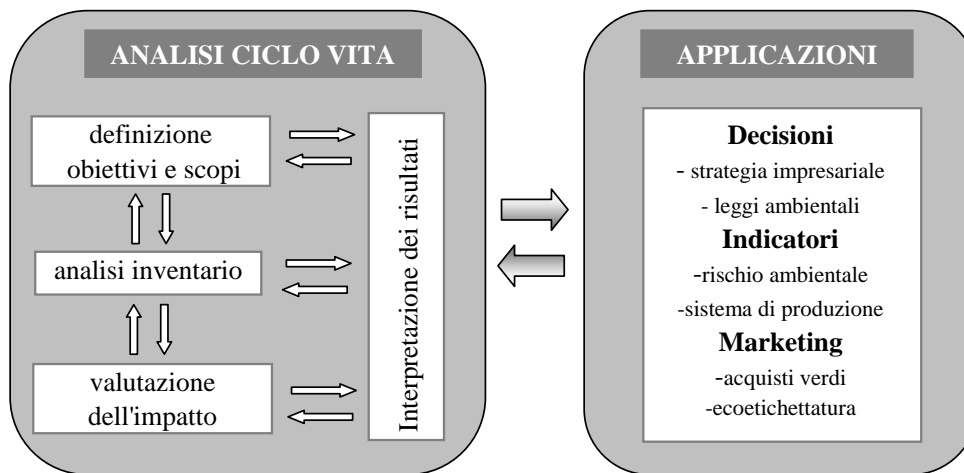 ANALISI CICLO VITA
definizione
obiettivi e scopi
analisi inventario
valutazione
dell'impatto
Interpretazione dei risultati
APPLICAZIONI
Decisioni
- strategia impresariale
- leggi ambientali
Indicatori
-rischio ambientale
-sistema di produzione
Marketing
-acquisti verdi
-ecoetichettatura